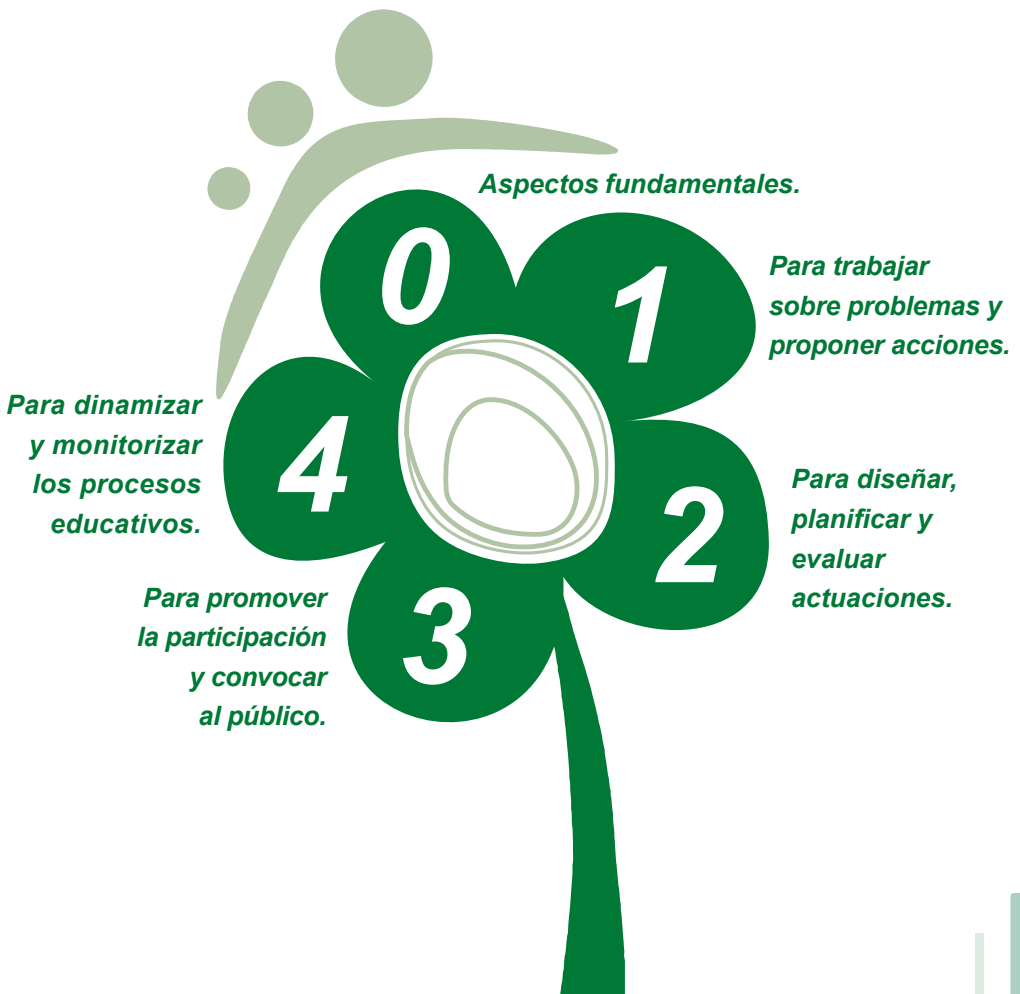 0
Aspectos fundamentales.
1
Para trabajar
sobre problemas y
proponer acciones.
2
Para diseñar,
planificar y
evaluar
actuaciones.
3
Para promover
la participación
y convocar
al público.
4
Para dinamizar
y monitorizar
los procesos
educativos.